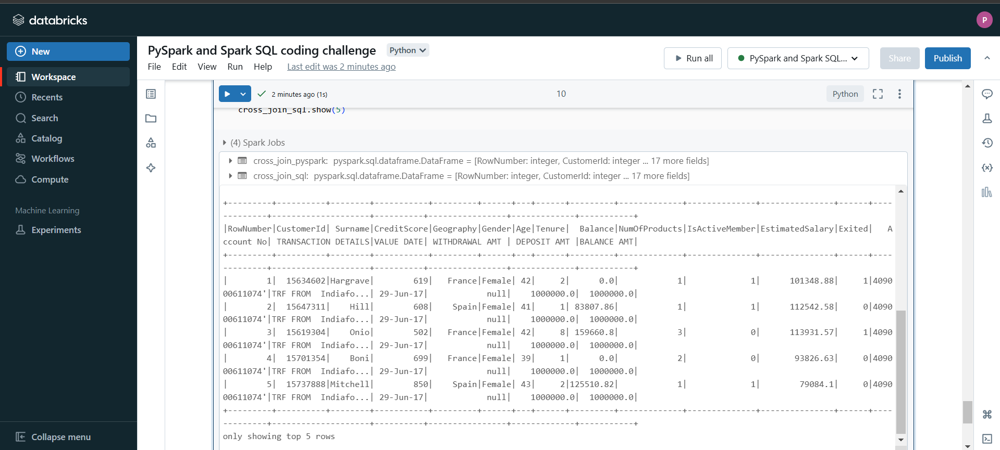 databricks
P
New
Workspace
Recents
Search
Catalog
Workflows
Compute
Machine Learning
Experiments
Collapse menu
PySpark and Spark SQL coding challenge Python
File Edit View Run Help Last edit was 2 minutes ago
Run all PySpark and Spark SQL... Share Publish
2 minutes ago (1s) 10 Python
cross_join_sql.show(5)
(4) Spark Jobs
cross_join_pyspark: pyspark.sql.dataframe.DataFrame = [RowNumber: integer, CustomerId: integer ... 17 more fields]
cross_join_sql: pyspark.sql.dataframe.DataFrame = [RowNumber: integer, CustomerId: integer ... 17 more fields]
+---------+----------+--------+-----------+---------+------+---+------+---------+-------------+--------------+---------------+------+----
---------+---------------------+----------+----------------+-------------+-----------+
|RowNumber|CustomerId| Surname|CreditScore|Geography|Gender|Age|Tenure|  Balance|NumOfProducts|IsActiveMember|EstimatedSalary|Exited|   A
ccount No| TRANSACTION DETAILS|VALUE DATE| WITHDRAWAL AMT | DEPOSIT AMT |BALANCE AMT|
+---------+----------+--------+-----------+---------+------+---+------+---------+-------------+--------------+---------------+------+----
---------+---------------------+----------+----------------+-------------+-----------+
|        1|  15634602|Hargrave|        619|   France|Female| 42|     2|      0.0|            1|             1|      101348.88|     1|4090
00611074'|TRF FROM  Indiafo...| 29-Jun-17|            null|    1000000.0|  1000000.0|
|        2|  15647311|    Hill|        608|    Spain|Female| 41|     1| 83807.86|            1|             1|      112542.58|     0|4090
00611074'|TRF FROM  Indiafo...| 29-Jun-17|            null|    1000000.0|  1000000.0|
|        3|  15619304|    Onio|        502|   France|Female| 42|     8| 159660.8|            3|             0|      113931.57|     1|4090
00611074'|TRF FROM  Indiafo...| 29-Jun-17|            null|    1000000.0|  1000000.0|
|        4|  15701354|    Boni|        699|   France|Female| 39|     1|      0.0|            2|             0|       93826.63|     0|4090
00611074'|TRF FROM  Indiafo...| 29-Jun-17|            null|    1000000.0|  1000000.0|
|        5|  15737888|Mitchell|        850|    Spain|Female| 43|     2|125510.82|            1|             1|        79084.1|     0|4090
00611074'|TRF FROM  Indiafo...| 29-Jun-17|            null|    1000000.0|  1000000.0|
+---------+----------+--------+-----------+---------+------+---+------+---------+-------------+--------------+---------------+------+----
---------+---------------------+----------+----------------+-------------+-----------+
only showing top 5 rows